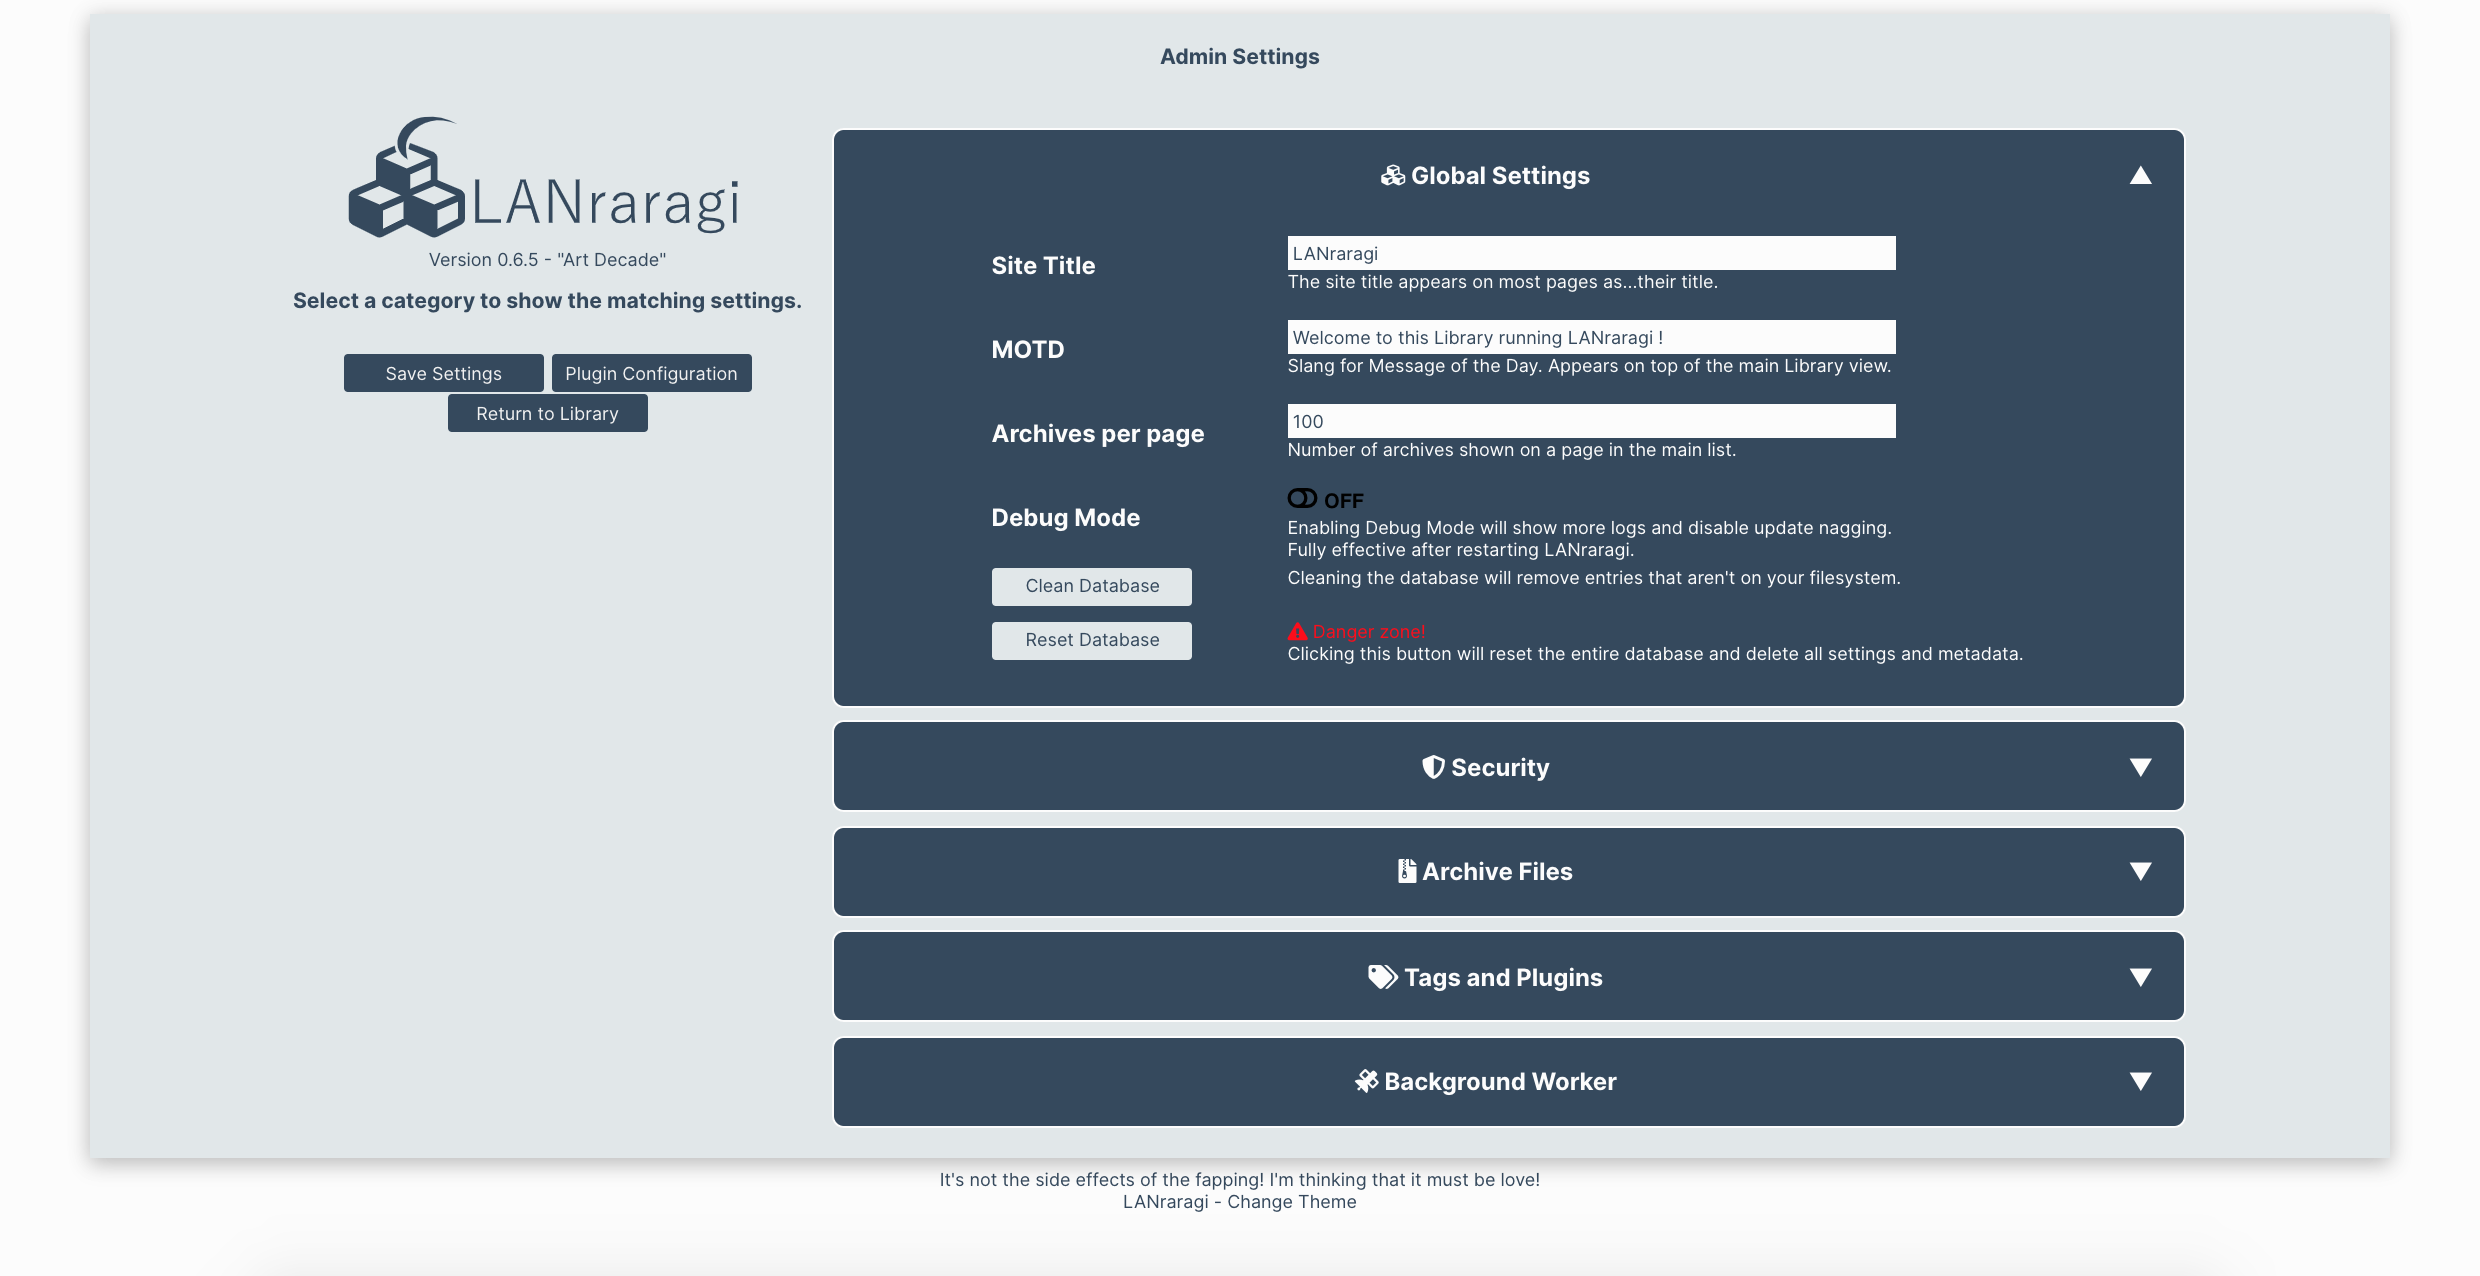 Admin Settings
LANraragi
Version 0.6.5 - "Art Decade"
Select a category to show the matching settings.
Save Settings
Plugin Configuration
Return to Library
Global Settings
Site Title
LANraragi
The site title appears on most pages as...their title.
MOTD
Welcome to this Library running LANraragi !
Slang for Message of the Day. Appears on top of the main Library view.
Archives per page
100
Number of archives shown on a page in the main list.
Debug Mode
OFF
Enabling Debug Mode will show more logs and disable update nagging.
Fully effective after restarting LANraragi.
Clean Database
Cleaning the database will remove entries that aren't on your filesystem.
Reset Database
Danger zone!
Clicking this button will reset the entire database and delete all settings and metadata.
Security
Archive Files
Tags and Plugins
Background Worker
It's not the side effects of the fapping! I'm thinking that it must be love!
LANraragi - Change Theme